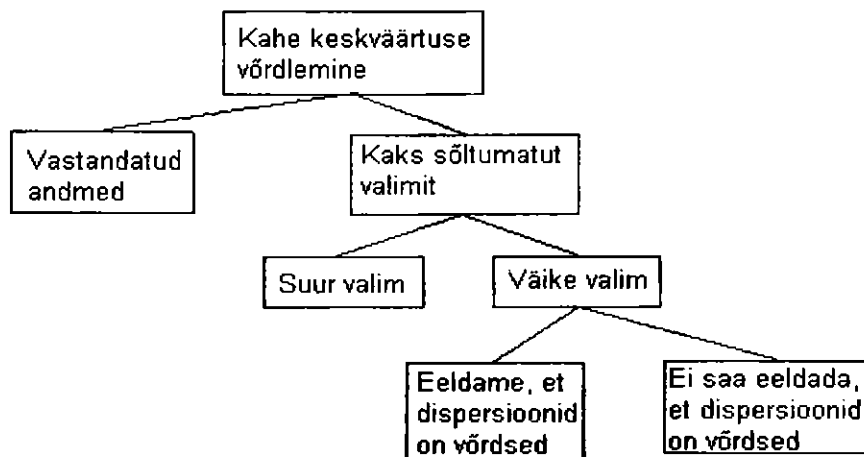 Kahe keskväärtuse
võrdlemine
Vastandatud
andmed
Kaks sõltumatut
valimit
Suur valim
Väike valim
Eeldame, et
dispersioonid
on võrdsed
Ei saa eeldada,
et dispersioonid
on võrdsed